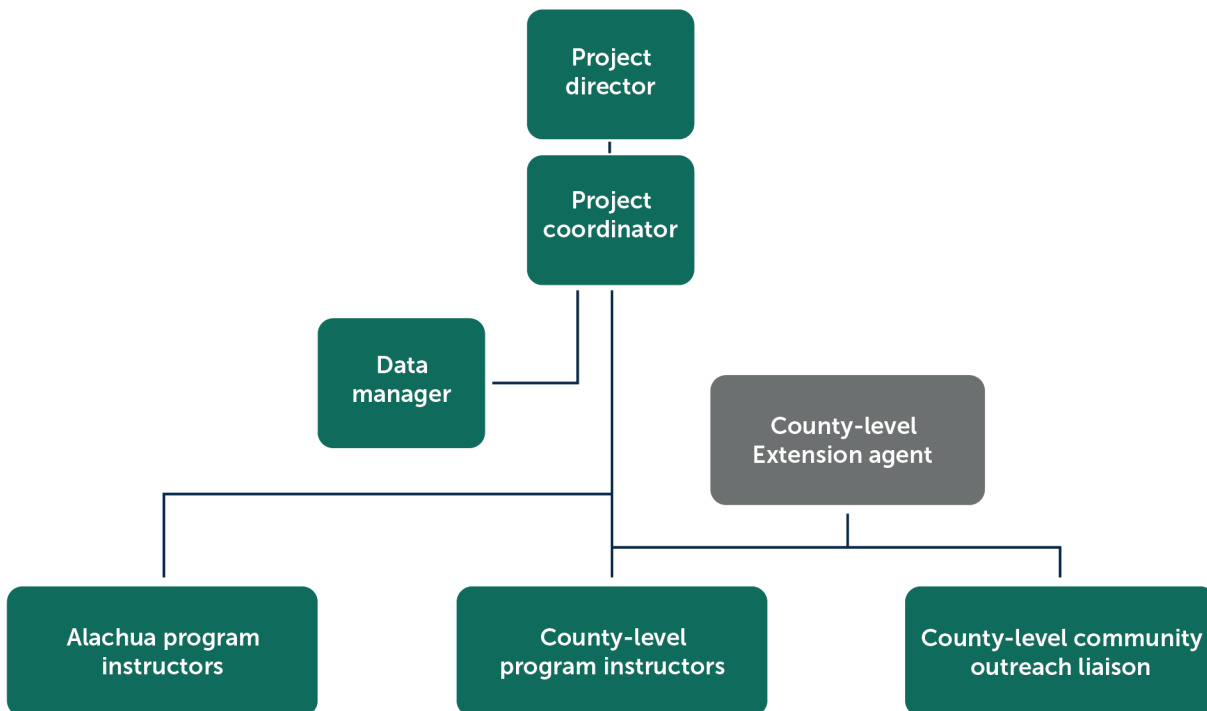 Project
director
Project
coordinator
Data
manager
County-level
Extension agent
Alachua program
instructors
County-level
program instructors
County-level community
outreach liaison